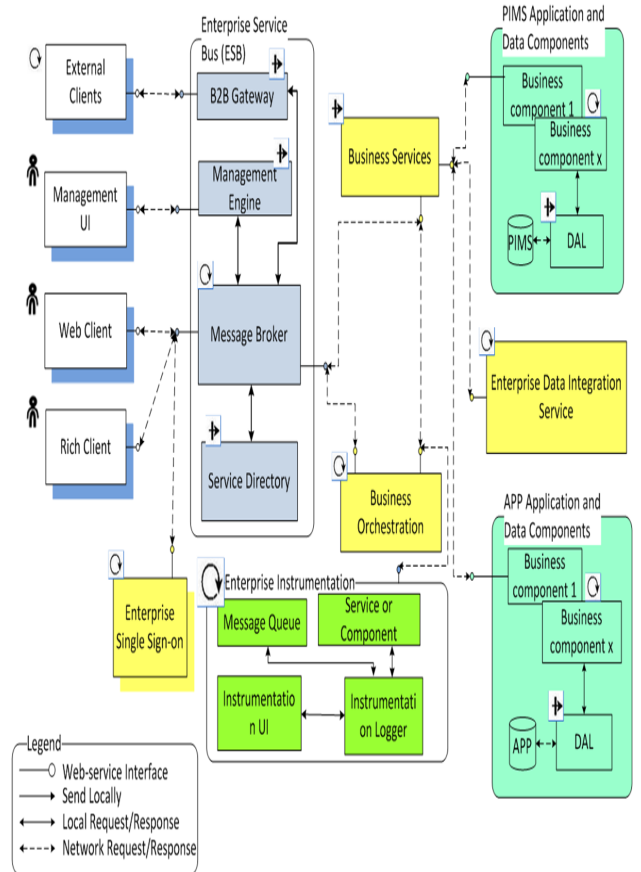 Enterprise Service
Bus (ESB)
External
Clients
B2B Gateway
Management
UI
Management
Engine
Web Client
Message Broker
Rich Client
Service Directory
Business Services
Business
Orchestration
Enterprise
Single Sign-on
Enterprise Instrumentation
Message Queue
Service or
Component
Instrumentatio
n UI
Instrumentati
on Logger
PIMS Application and
Data Components
Business
component 1
Business
component x
PIMS
DAL
Enterprise Data Integration
Service
APP Application and
Data Components
Business
component 1
Business
component x
APP
DAL
Legend
Web-service Interface
Send Locally
Local Request/Response
Network Request/Response